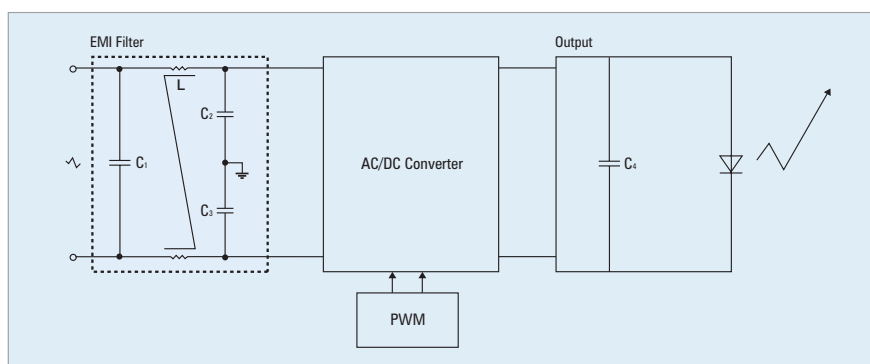 EMI Filter
Output
L
C₂
C₁
AC/DC Converter
C₄
C₃
PWM